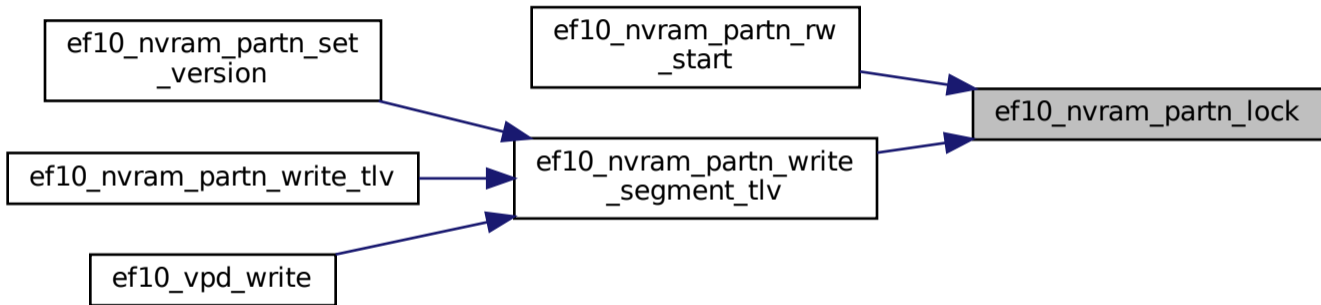 ef10_nvram_partn_set
_version
ef10_nvram_partn_rw
_start
ef10_nvram_partn_lock
ef10_nvram_partn_write
_segment_tlv
ef10_nvram_partn_write_tlv
ef10_vpd_write